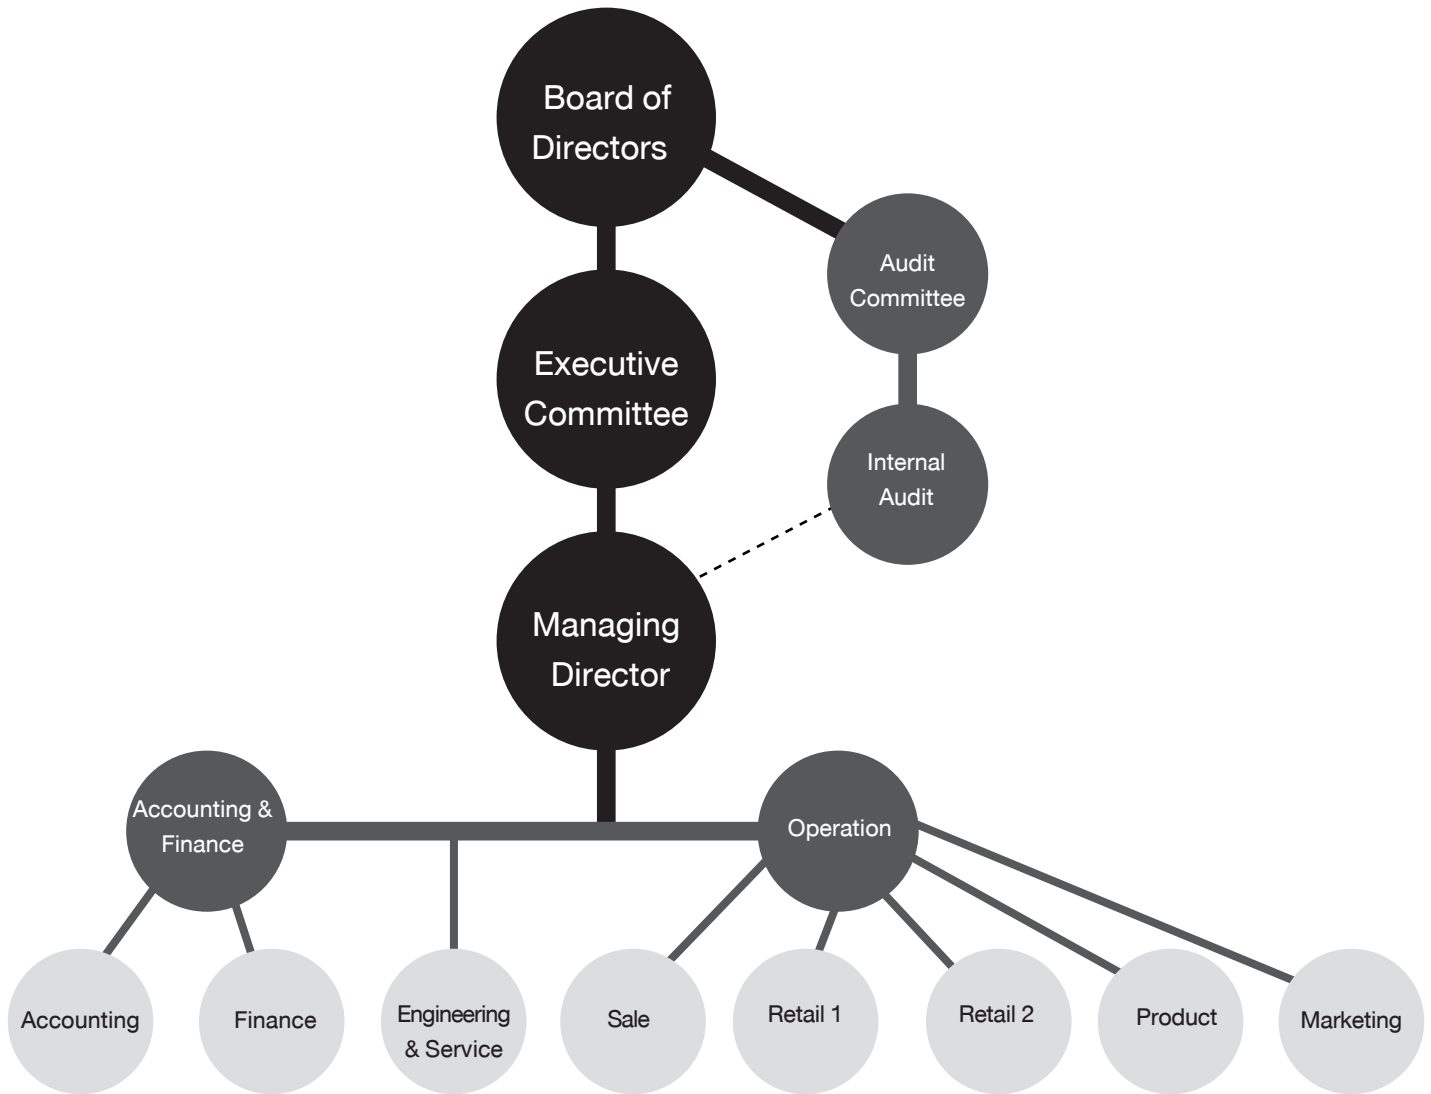 Board of
Directors
Audit
Committee
Executive
Committee
Internal
Audit
Managing
Director
Accounting &
Finance
Operation
Accounting
Finance
Engineering
& Service
Sale
Retail 1
Retail 2
Product
Marketing